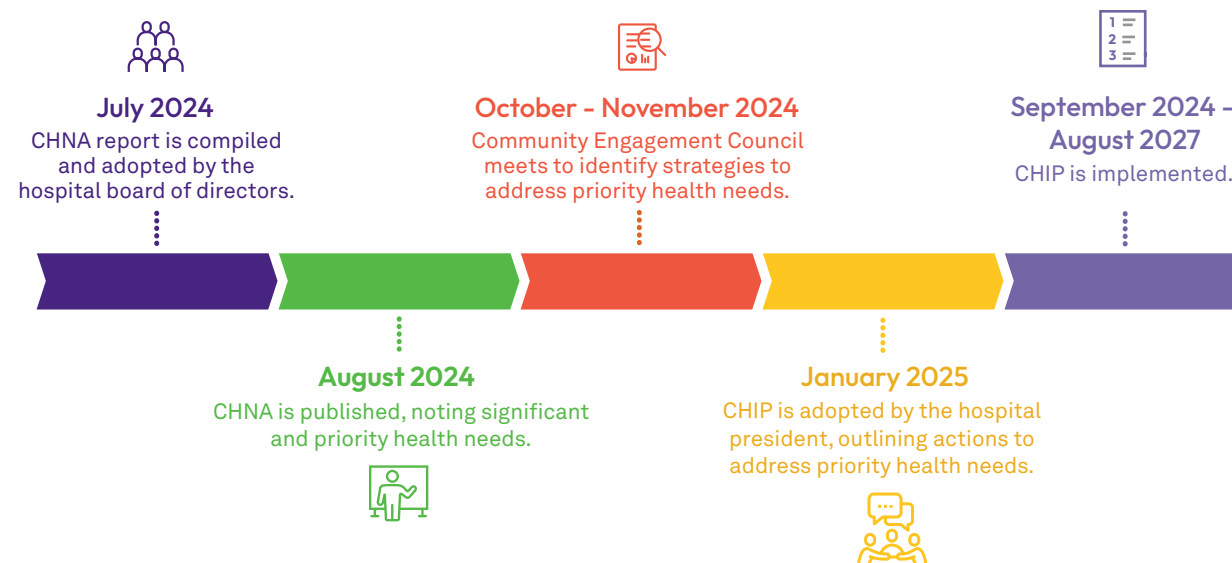 July 2024
CHNA report is compiled
and adopted by the
hospital board of directors.
October - November 2024
Community Engagement Council
meets to identify strategies to
address priority health needs.
1
2
3
September 2024 –
August 2027
CHIP is implemented.
August 2024
CHNA is published, noting significant
and priority health needs.
January 2025
CHIP is adopted by the hospital
president, outlining actions to
address priority health needs.